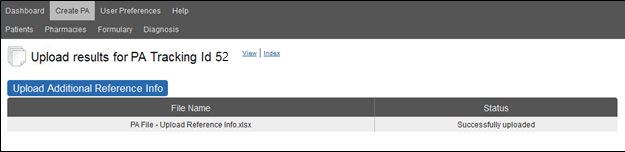 Dashboard Create PA User Preferences Help
Patients Pharmacies Formulary Diagnosis
Upload results for PA Tracking Id 52 View | Index
Upload Additional Reference Info
File Name Status
PA File - Upload Reference Info.xlsx Successfully uploaded